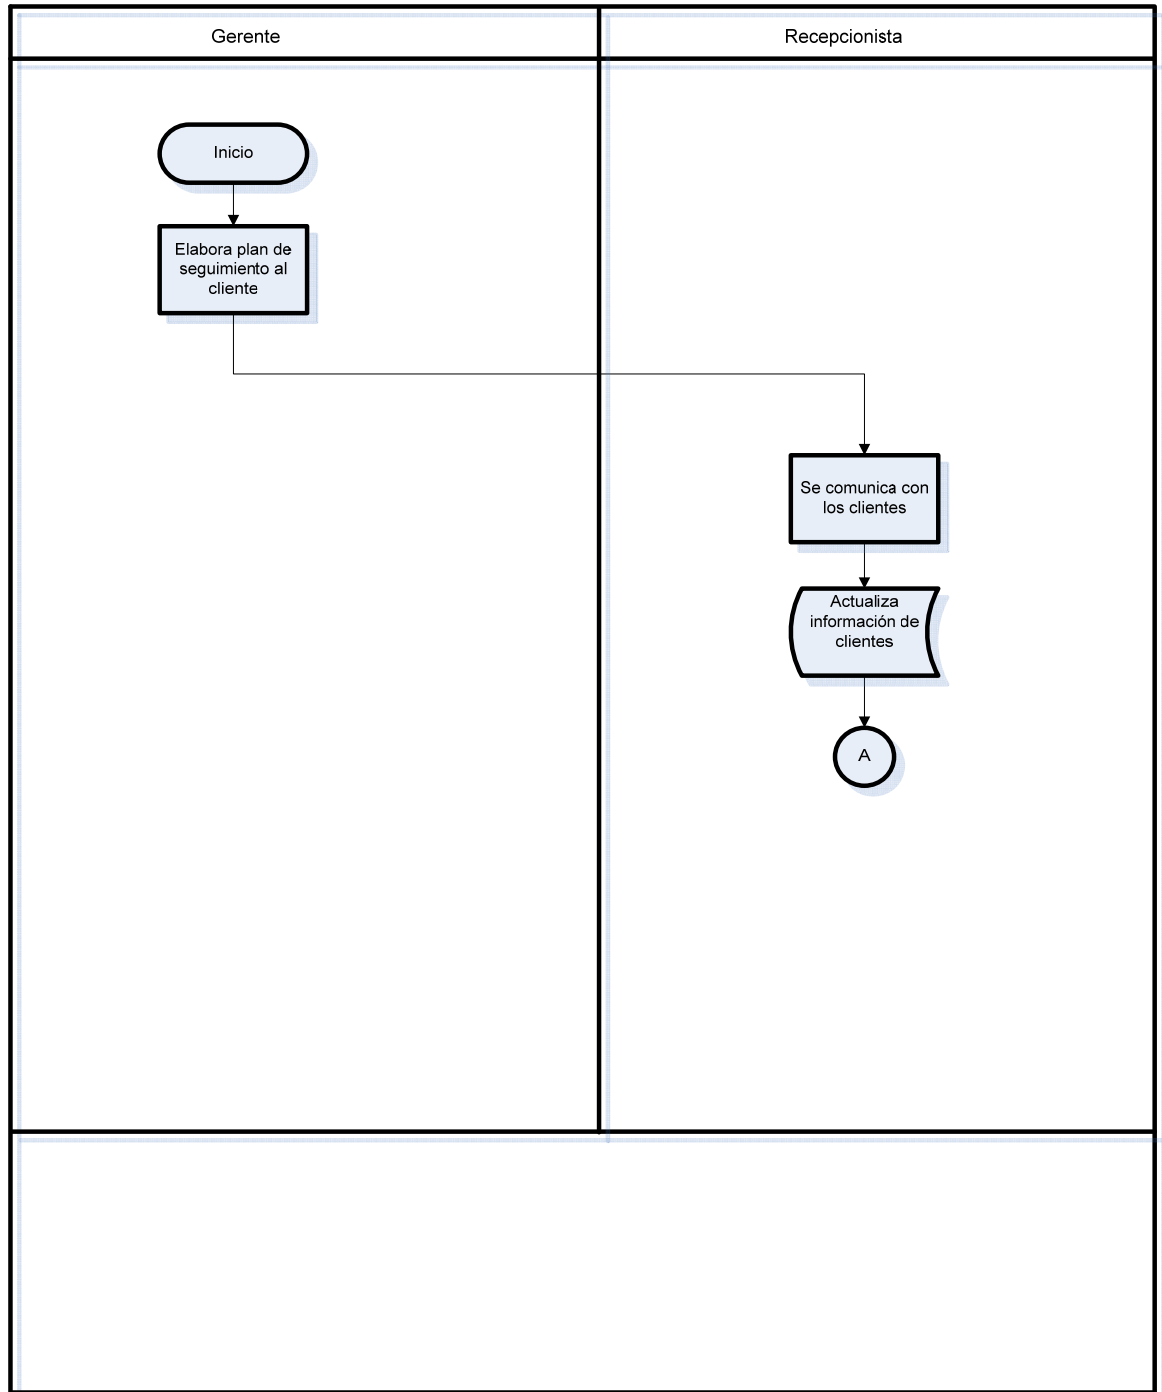 Gerente
Recepcionista
Inicio
Elabora plan de
seguimiento al
cliente
Se comunica con
los clientes
Actualiza
información de
clientes
A